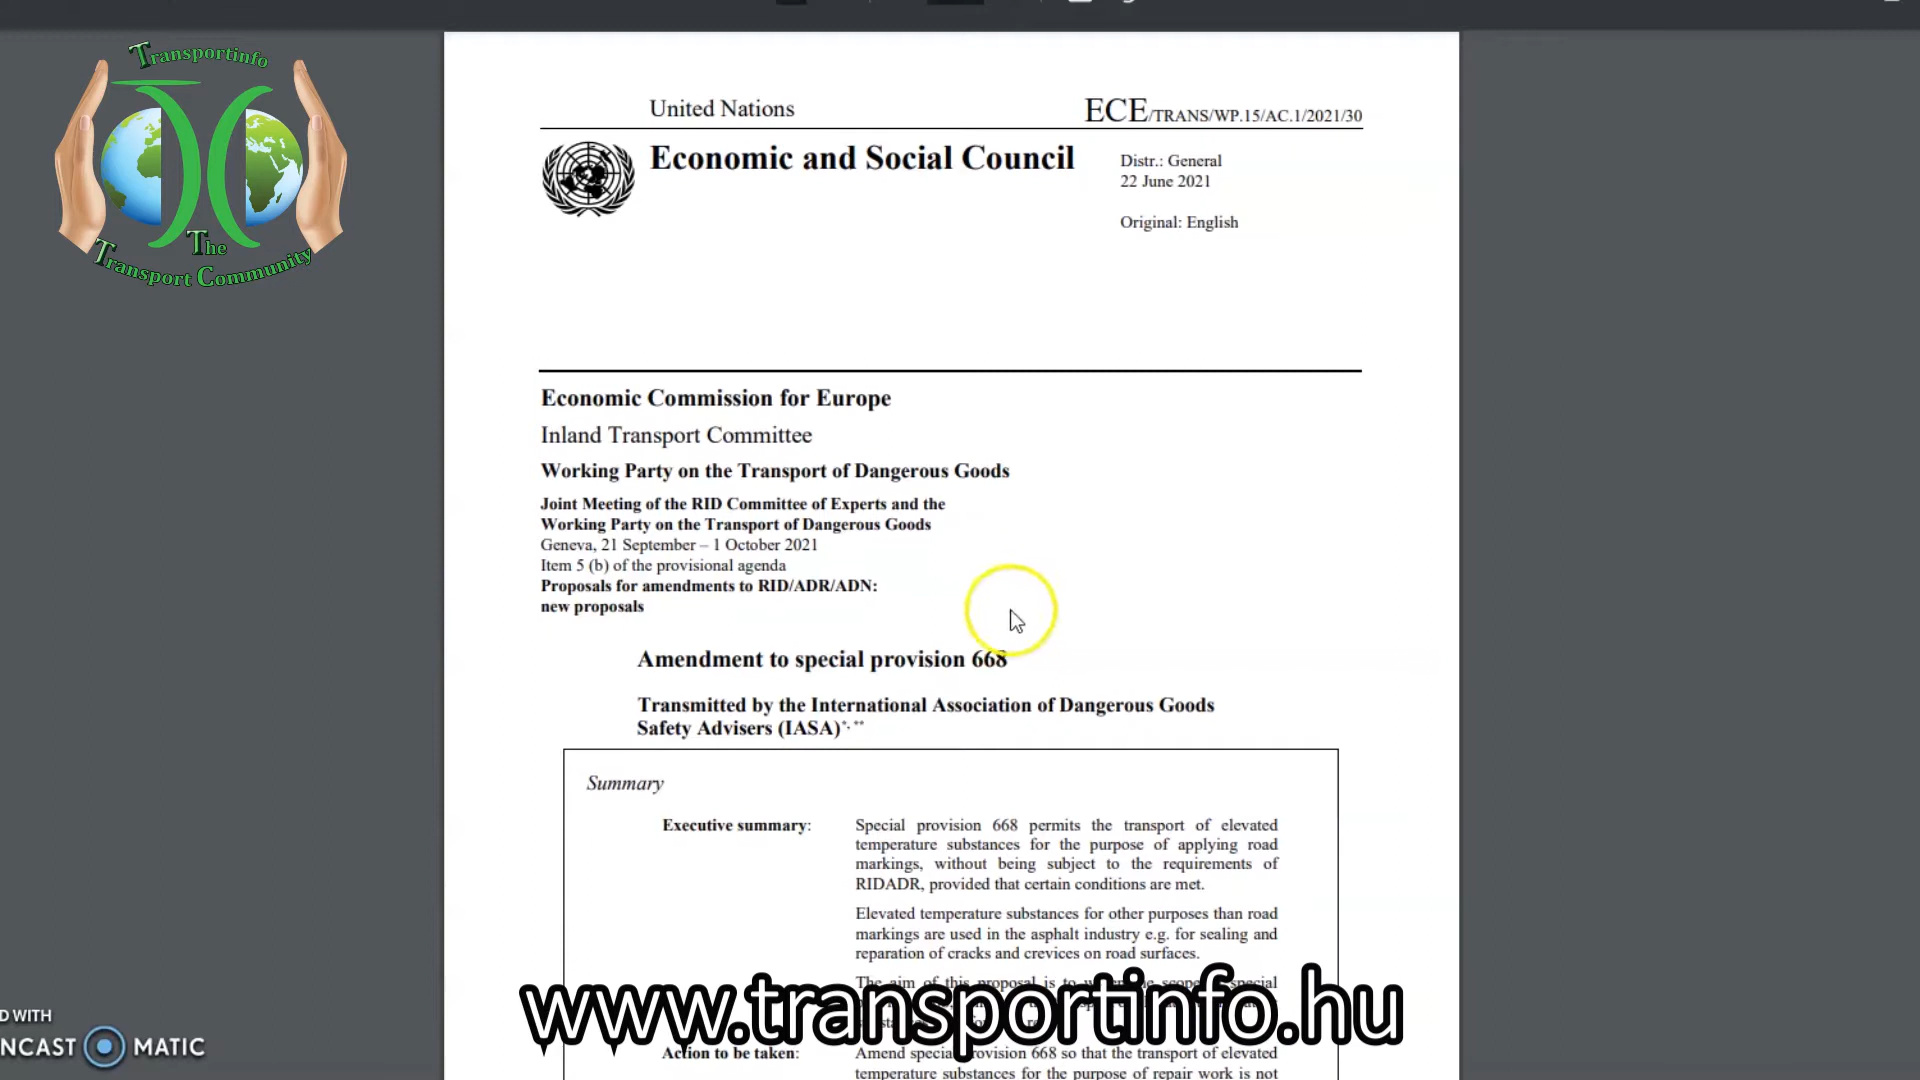 Transportinfo
The
Transport Community
United Nations
ECE/TRANS/WP.15/AC.1/2021/30
Economic and Social Council
Distr.: General
22 June 2021
Original: English
Economic Commission for Europe
Inland Transport Committee
Working Party on the Transport of Dangerous Goods
Joint Meeting of the RID Committee of Experts and the
Working Party on the Transport of Dangerous Goods
Geneva, 21 September – 1 October 2021
Item 5 (b) of the provisional agenda
Proposals for amendments to RID/ADR/ADN:
new proposals
Amendment to special provision 668
Transmitted by the International Association of Dangerous Goods
Safety Advisers (IASA)*, **
Summary
Executive summary:
Special provision 668 permits the transport of elevated
temperature substances for the purpose of applying road
markings, without being subject to the requirements of
RIDADR, provided that certain conditions are met.
Elevated temperature substances for other purposes than road
markings are used in the asphalt industry e.g. for sealing and
reparation of cracks and crevices on road surfaces.
The aim of this proposal is to scope special
www.transportinfo.hu
Action to be taken:
Amend special provision 668 so that the transport of elevated
temperature substances for the purpose of repair work is not
D WITH
NCAST MATIC